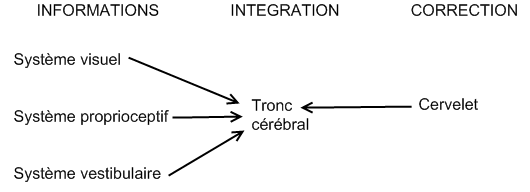 INFORMATIONS INTEGRATION CORRECTION
Système visuel
Système proprioceptif
Système vestibulaire
Tronc
cérébral
Cervelet